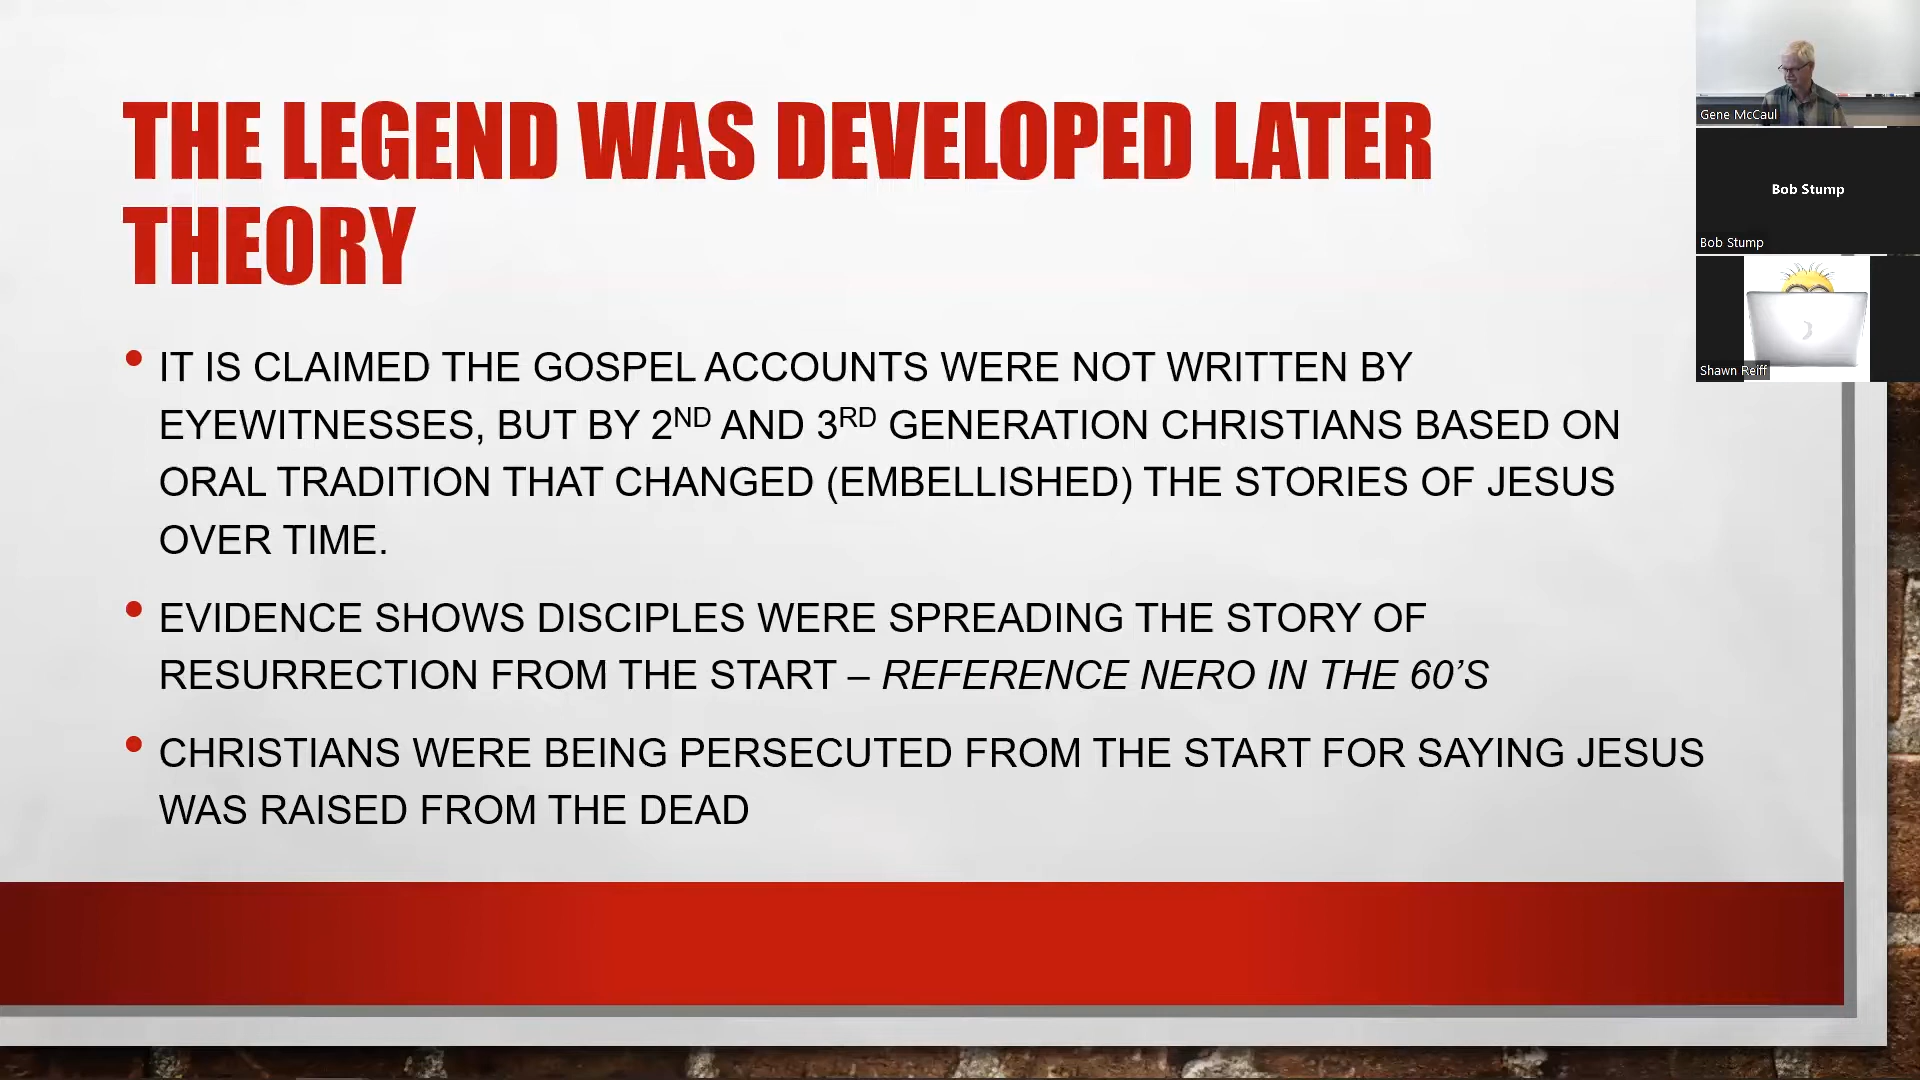 THE LEGEND WAS DEVELOPED LATER
THEORY
• IT IS CLAIMED THE GOSPEL ACCOUNTS WERE NOT WRITTEN BY
EYEWITNESSES, BUT BY 2ND AND 3RD GENERATION CHRISTIANS BASED ON
ORAL TRADITION THAT CHANGED (EMBELLISHED) THE STORIES OF JESUS
OVER TIME.
• EVIDENCE SHOWS DISCIPLES WERE SPREADING THE STORY OF
RESURRECTION FROM THE START – REFERENCE NERO IN THE 60’S
• CHRISTIANS WERE BEING PERSECUTED FROM THE START FOR SAYING JESUS
WAS RAISED FROM THE DEAD
Gene McCaul
Bob Stump
Bob Stump
Shawn Reiff